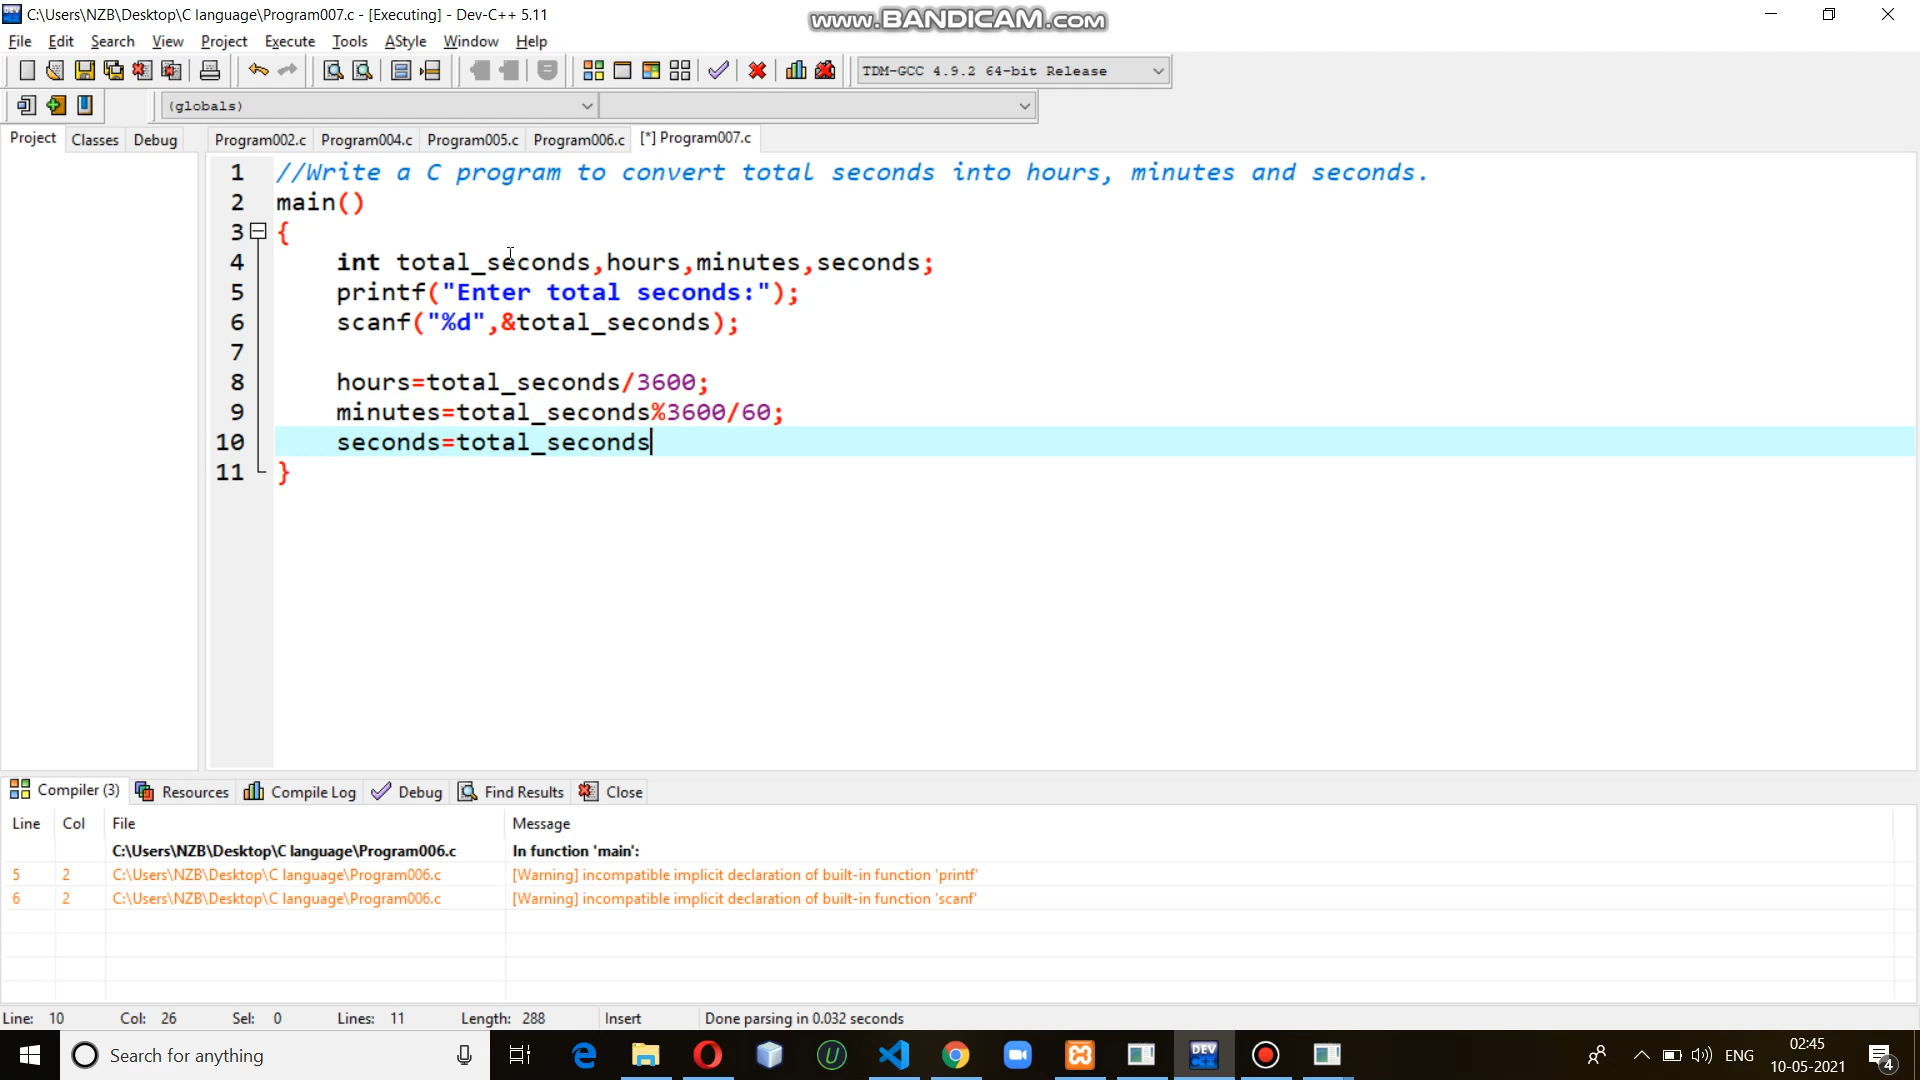 C:\Users\NZB\Desktop\C language\Program007.c - [Executing] - Dev-C++ 5.11
www.BANDICAM.com
File Edit Search View Project Execute Tools AStyle Window Help
TDM-GCC 4.9.2 64-bit Release
(globals)
Project Classes Debug Program002.c Program004.c Program005.c Program006.c [*] Program007.c
1 //Write a C program to convert total seconds into hours, minutes and seconds.
2 main()
3 {
4 int total_seconds,hours,minutes,seconds;
5 printf("Enter total seconds:");
6 scanf("%d",&total_seconds);
7
8 hours=total_seconds/3600;
9 minutes=total_seconds%3600/60;
10 seconds=total_seconds
11 }
Compiler (3) Resources Compile Log Debug Find Results Close
Line Col File Message
C:\Users\NZB\Desktop\C language\Program006.c In function 'main':
5 2 C:\Users\NZB\Desktop\C language\Program006.c [Warning] incompatible implicit declaration of built-in function 'printf'
6 2 C:\Users\NZB\Desktop\C language\Program006.c [Warning] incompatible implicit declaration of built-in function 'scanf'
Line: 10 Col: 26 Sel: 0 Lines: 11 Length: 288 Insert Done parsing in 0.032 seconds
Search for anything
DEV
ENG
02:45
10-05-2021
4